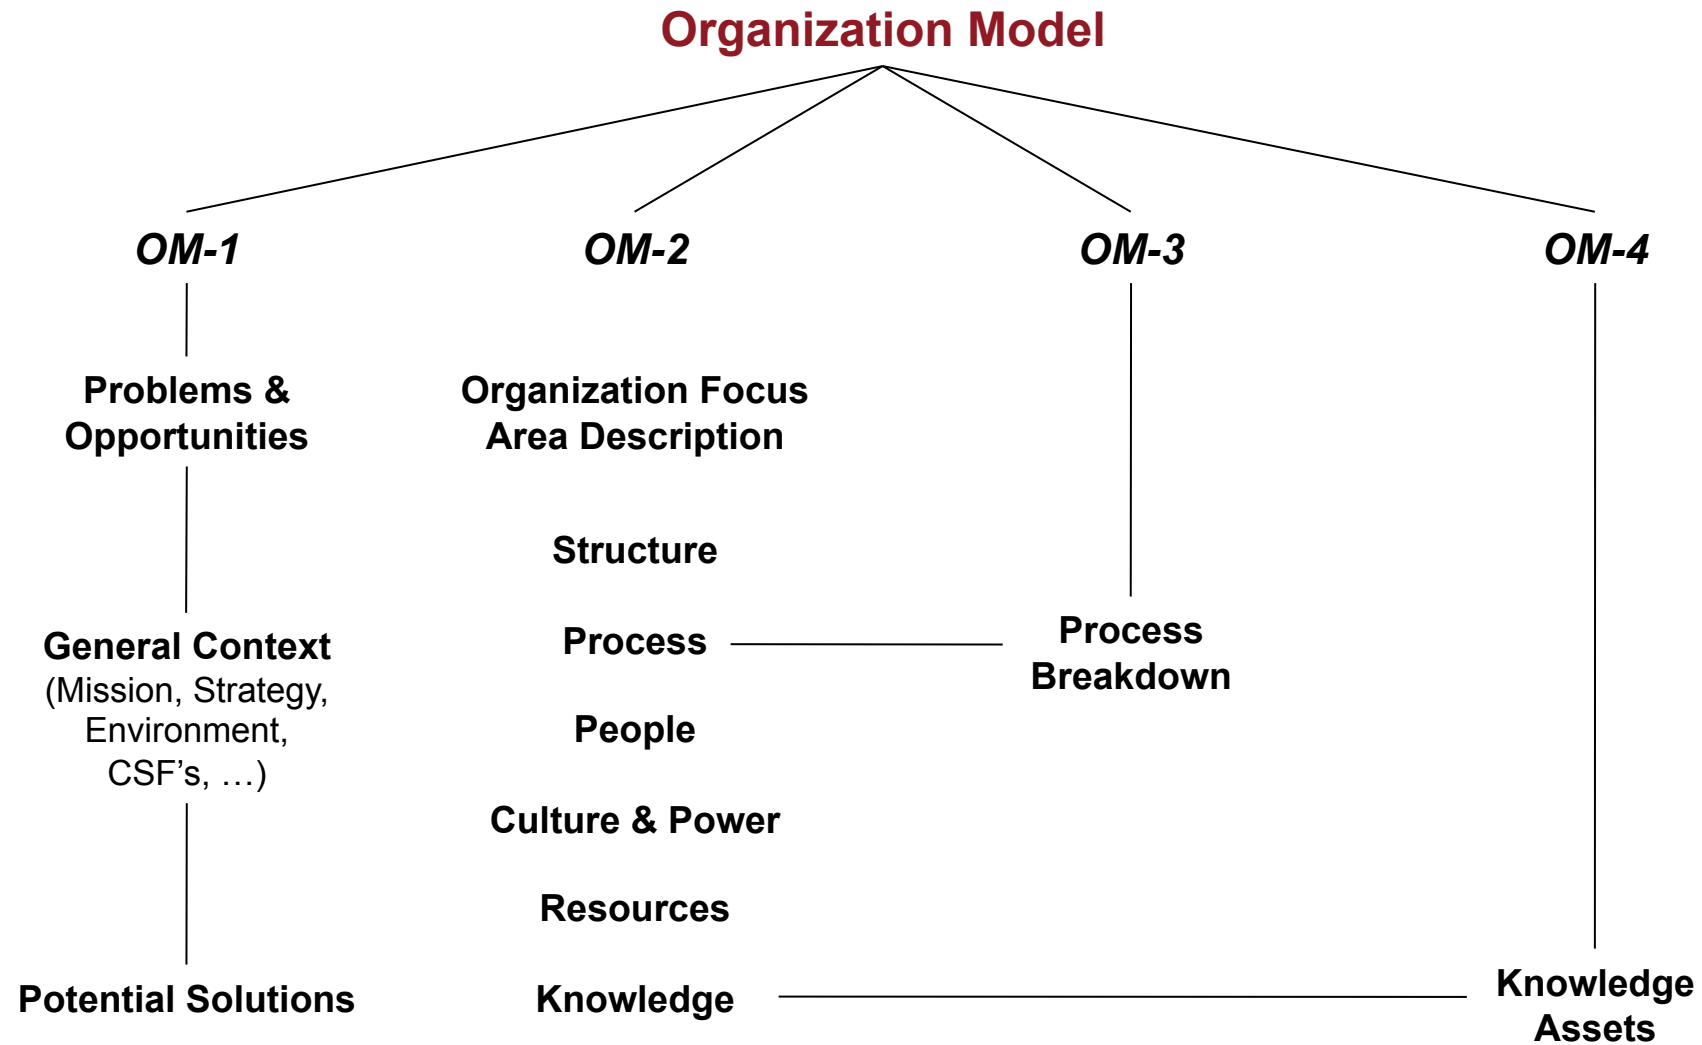 Organization Model
OM-1
OM-2
OM-3
OM-4
Problems &
Opportunities
General Context
(Mission, Strategy,
Environment,
CSF’s, …)
Potential Solutions
Organization Focus
Area Description
Structure
Process
People
Culture & Power
Resources
Knowledge
Process
Breakdown
Knowledge
Assets